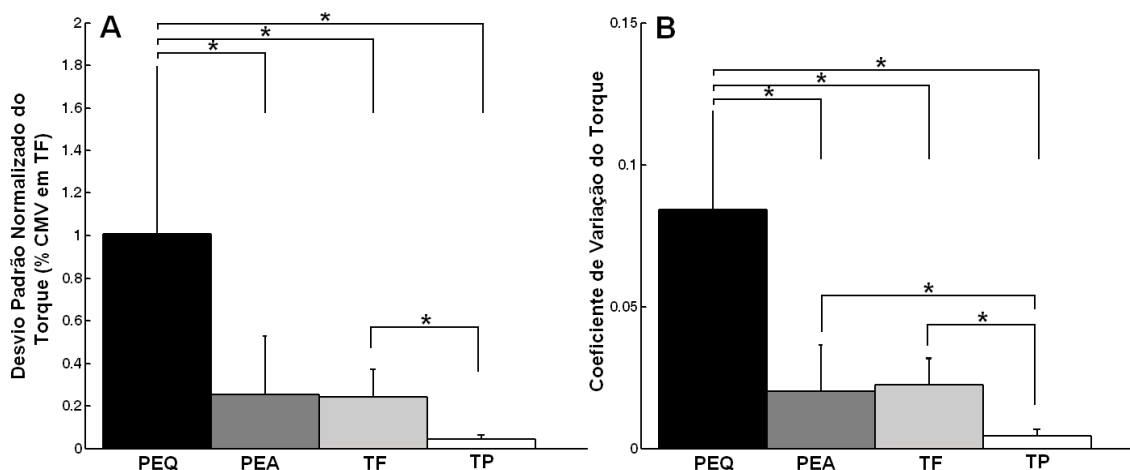 A
Desvio Padrão Normalizado do
Torque (% CMV em TF)
2
1.8
1.6
1.4
1.2
1
0.8
0.6
0.4
0.2
0
*
*
*
*
PEQ
PEA
TF
TP
B
Coeficiente de Variação do Torque
0.15
0.1
0.05
0
*
*
*
*
*
PEQ
PEA
TF
TP